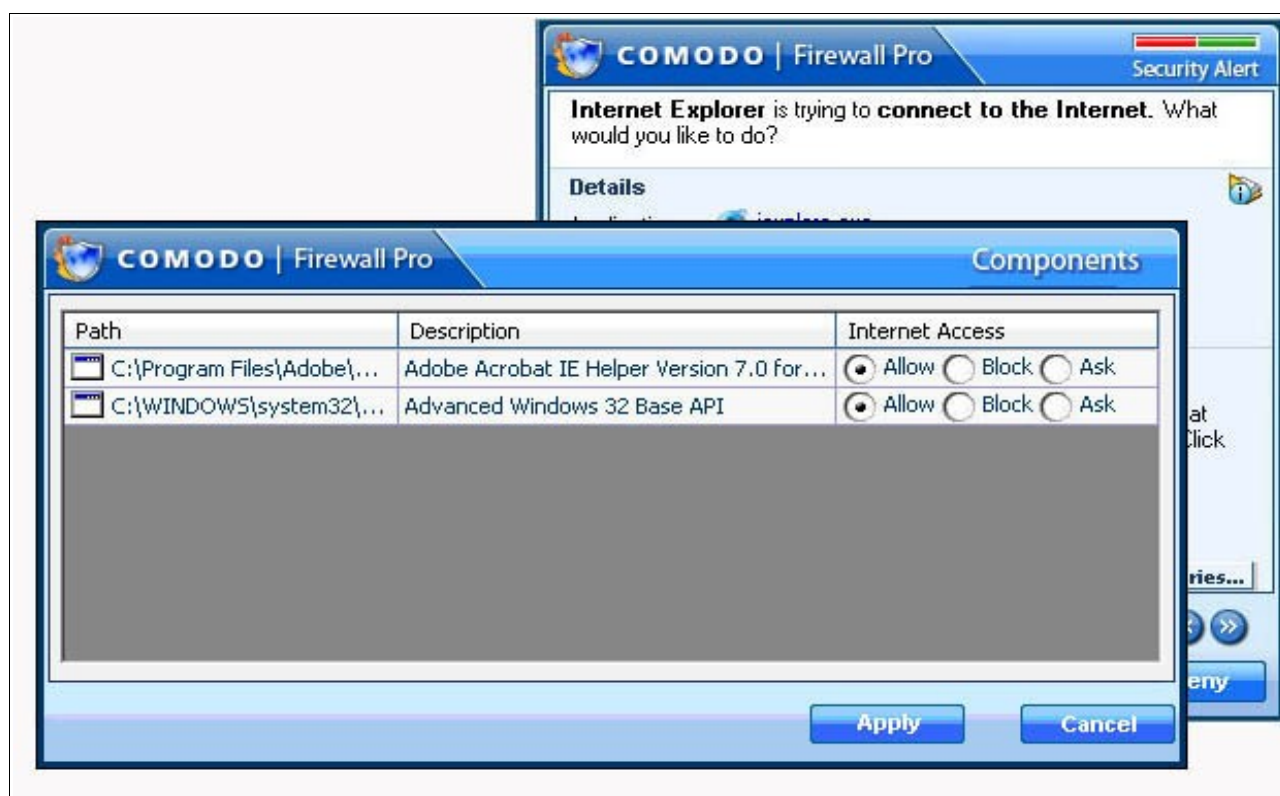 COMODO | Firewall Pro
Security Alert
Internet Explorer is trying to connect to the Internet. What
would you like to do?
Details
COMODO | Firewall Pro
Components
Path Description Internet Access
C:\Program Files\Adobe\... Adobe Acrobat IE Helper Version 7.0 for... Allow Block Ask
C:\WINDOWS\system32\... Advanced Windows 32 Base API Allow Block Ask
at
Click
ries...
eny
Apply Cancel